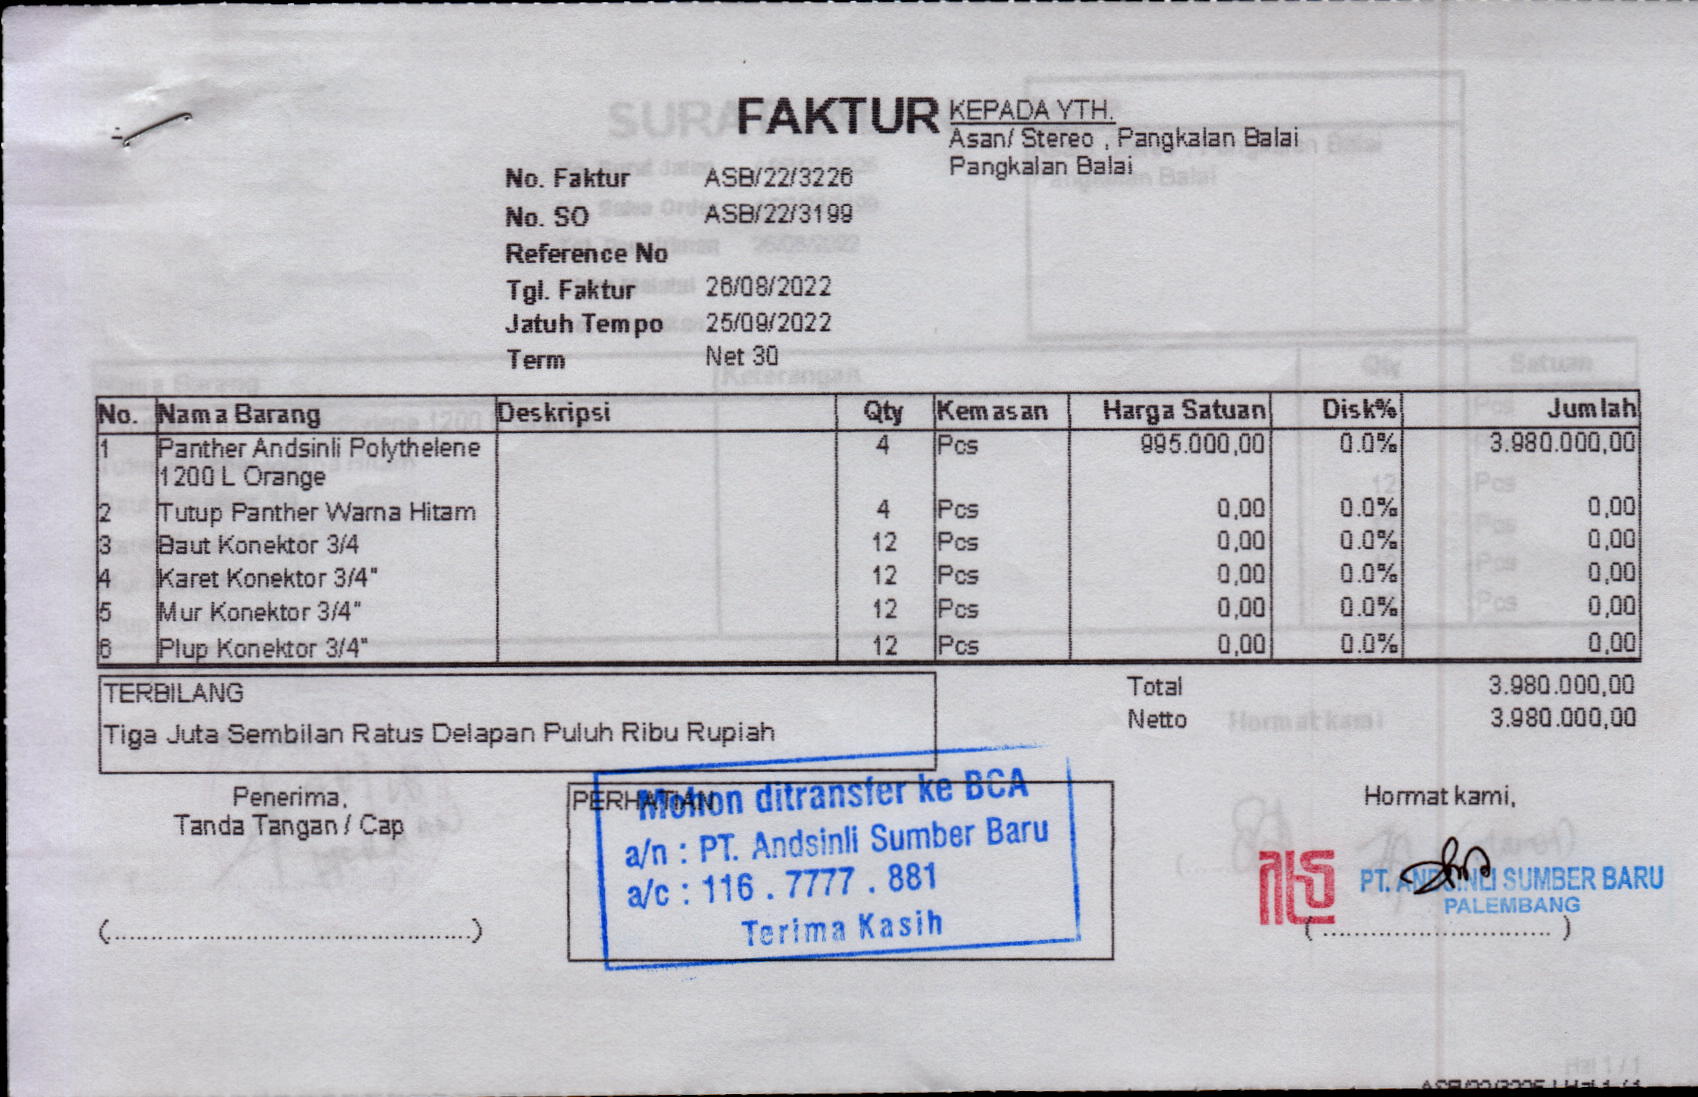 FAKTUR
KEPADA YTH.
Asan/ Stereo , Pangkalan Balai
Pangkalan Balai
No. Faktur ASB/22/3226
No. SO ASB/22/3199
Reference No
Tgl. Faktur 26/08/2022
Jatuh Tempo 25/09/2022
Term Net 30
No. Nama Barang Deskripsi Qty Kemasan Harga Satuan Disk% Jumlah
1 Panther Andsinli Polythelene 4 Pcs 995.000,00 0.0% 3.980.000,00
1200 L Orange
2 Tutup Panther Warna Hitam 4 Pcs 0,00 0.0% 0,00
3 Baut Konektor 3/4 12 Pcs 0,00 0.0% 0,00
4 Karet Konektor 3/4" 12 Pcs 0,00 0.0% 0,00
5 Mur Konektor 3/4" 12 Pcs 0,00 0.0% 0,00
6 Plup Konektor 3/4" 12 Pcs 0,00 0.0% 0,00
TERBILANG
Tiga Juta Sembilan Ratus Delapan Puluh Ribu Rupiah
Total 3.980.000,00
Netto 3.980.000,00
Penerima,
Tanda Tangan / Cap
(................................................)
PERHATIAN
Mohon ditransfer ke BCA
a/n : PT. Andsinli Sumber Baru
a/c : 116 . 7777 . 881
Terima Kasih
Hormat kami,
PT. ANDSINLI SUMBER BARU
PALEMBANG
( .............................. )
Hal 1 / 1